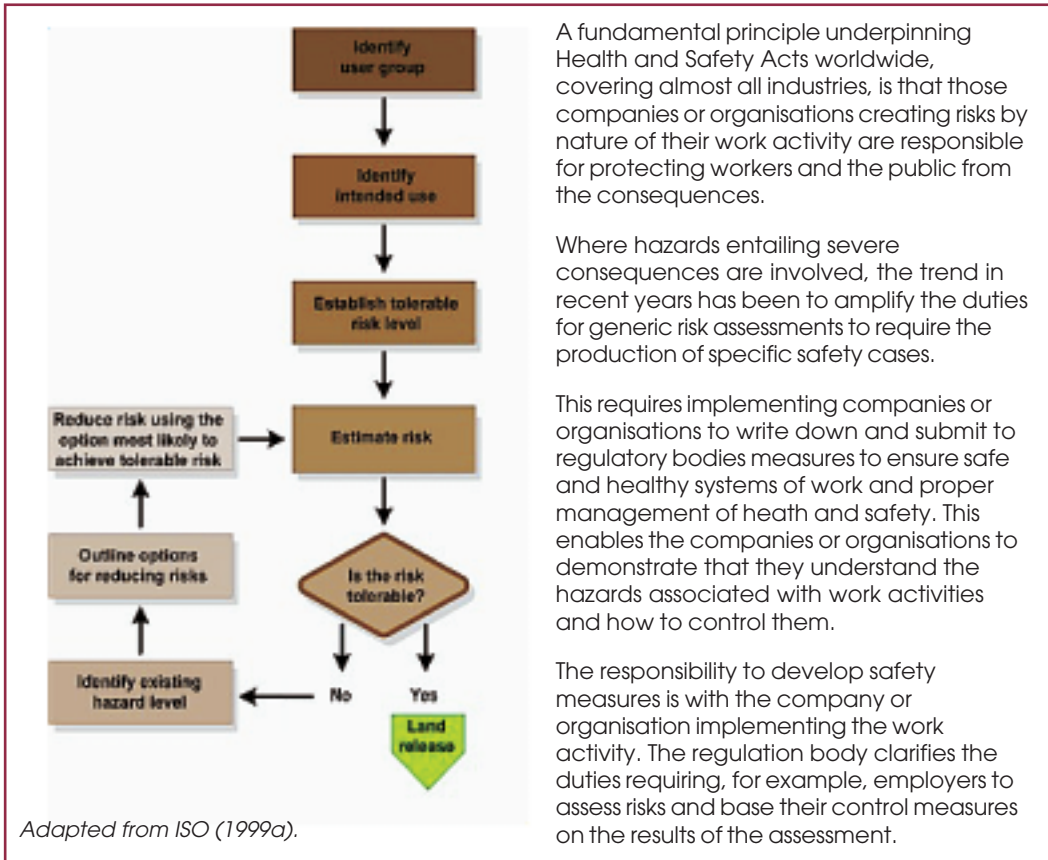 Identify
user group
Identify
intended use
Establish tolerable
risk level
Estimate risk
Is the risk
tolerable?
No
Yes
Land
release
Identify existing
hazard level
Outline options
for reducing risks
Reduce risk using the
option most likely to
achieve tolerable risk
Adapted from ISO (1999a).
A fundamental principle underpinning
Health and Safety Acts worldwide,
covering almost all industries, is that those
companies or organisations creating risks by
nature of their work activity are responsible
for protecting workers and the public from
the consequences.
Where hazards entailing severe
consequences are involved, the trend in
recent years has been to amplify the duties
for generic risk assessments to require the
production of specific safety cases.
This requires implementing companies or
organisations to write down and submit to
regulatory bodies measures to ensure safe
and healthy systems of work and proper
management of heath and safety. This
enables the companies or organisations to
demonstrate that they understand the
hazards associated with work activities
and how to control them.
The responsibility to develop safety
measures is with the company or
organisation implementing the work
activity. The regulation body clarifies the
duties requiring, for example, employers to
assess risks and base their control measures
on the results of the assessment.